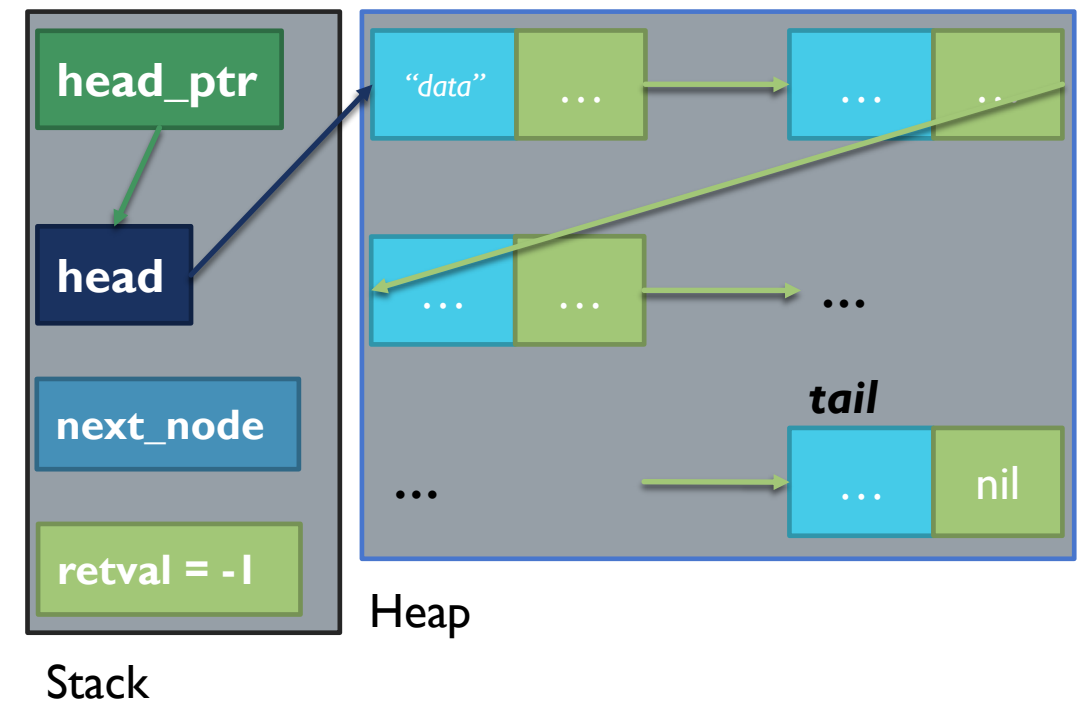 head_ptr
head
next_node
retval = -1
Stack
“data” … … …
… … …
tail
… … nil
Heap